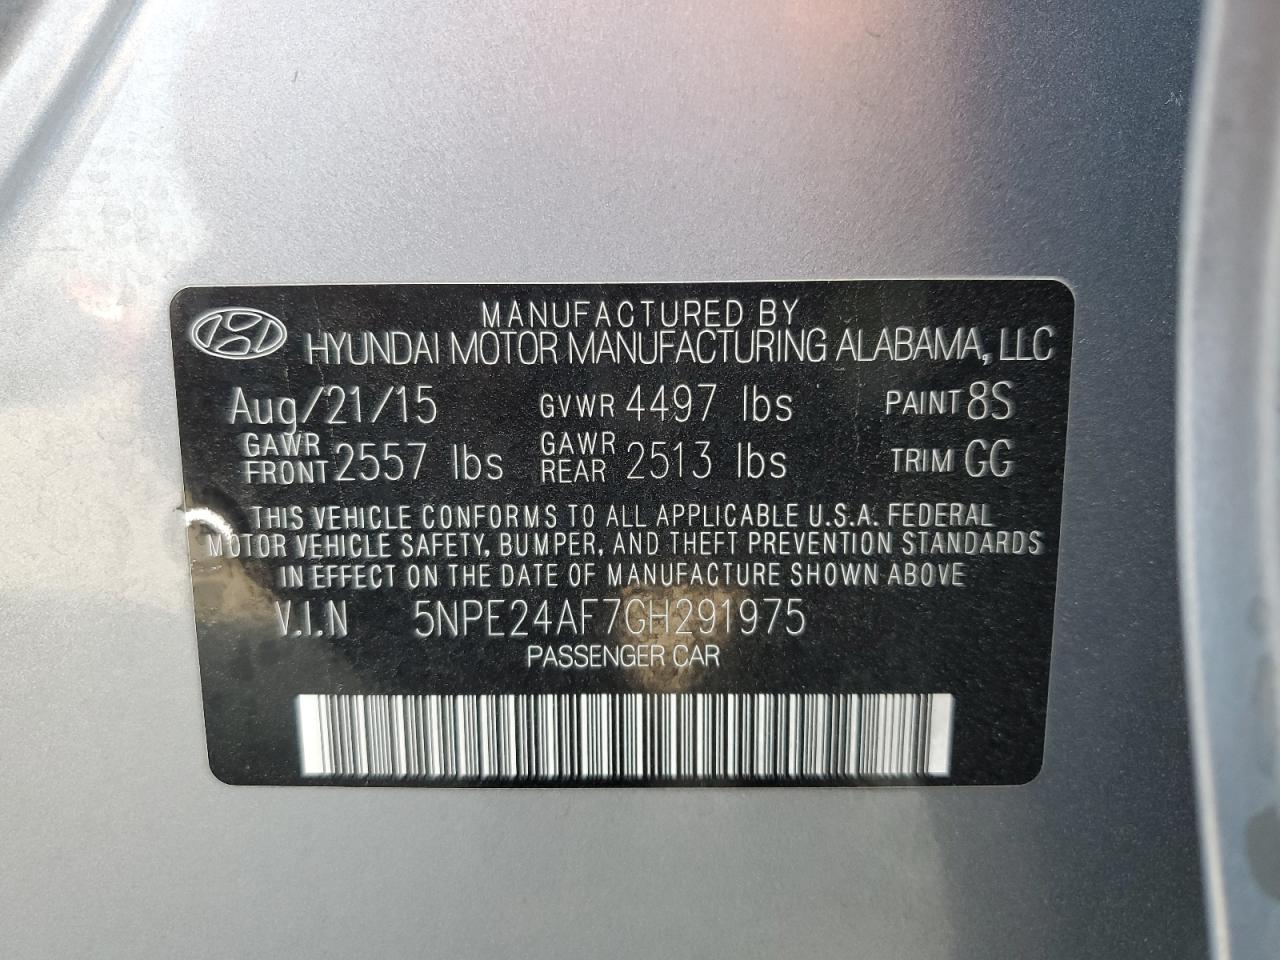 MANUFACTURED BY
HYUNDAI MOTOR MANUFACTURING ALABAMA, LLC
Aug/21/15 GVWR 4497 lbs PAINT 8S
GAWR FRONT 2557 lbs GAWR REAR 2513 lbs TRIM GG
THIS VEHICLE CONFORMS TO ALL APPLICABLE U.S.A. FEDERAL
MOTOR VEHICLE SAFETY, BUMPER, AND THEFT PREVENTION STANDARDS
IN EFFECT ON THE DATE OF MANUFACTURE SHOWN ABOVE
V.I.N 5NPE24AF7GH291975
PASSENGER CAR